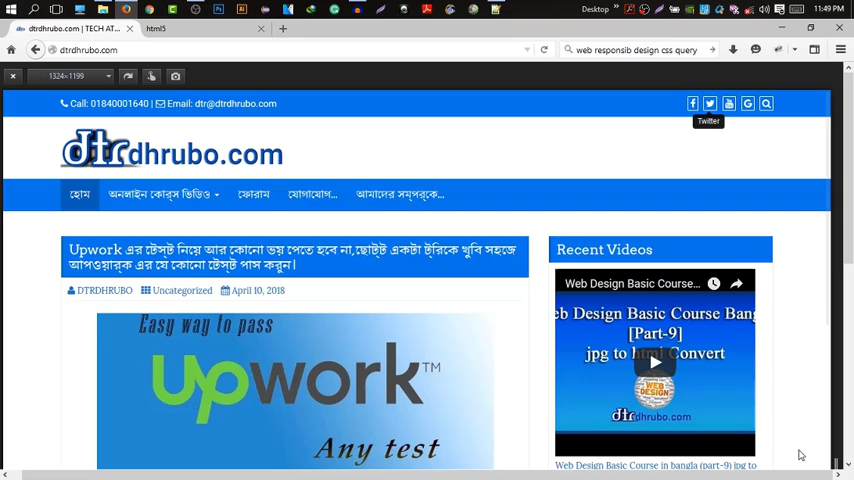 Desktop
11:49 PM
dtrdhrubo.com | TECH AT...
html5
dtrdhrubo.com
web responsib design css query
1324×1199
Call: 01840001640 | Email: dtr@dtrdhrubo.com
Twitter
dtrdhrubo.com
হোম
অনলাইন কোর্স ভিডিও
ফোরাম
যোগাযোগ...
আমাদের সম্পর্কে...
Upwork এর টেস্ট নিয়ে আর কোনো ভয় পেতে হবে না,ছোট্ট একটা ট্রিকে খুবি সহজে
আপওয়ার্ক এর যে কোনো টেস্ট পাস করুন।
DTRDHRUBO
Uncategorized
April 10, 2018
Easy way to pass
upwork™
Any test
Recent Videos
Web Design Basic Course...
eb Design Basic Course Bang
[Part-9]
jpg to html Convert
WEB
DESIGN
dtrdhrubo.com
Web Design Basic Course in bangla (part-9) jpg to